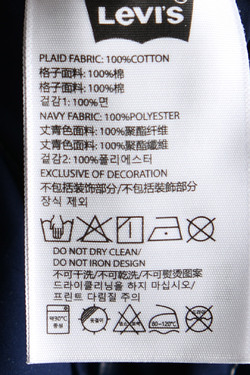 Levi's
PLAID FABRIC: 100%COTTON
格子面料: 100%棉
格子面料: 100%棉
겉감1: 100%면
NAVY FABRIC: 100%POLYESTER
丈青色面料: 100%聚酯纤维
丈青色面料: 100%聚酯纖維
겉감2: 100%폴리에스터
EXCLUSIVE OF DECORATION
不包括装饰部分/不包括裝飾部分
장식 제외
DO NOT DRY CLEAN/
DO NOT IRON DESIGN
不可干洗/不可乾洗/不可熨燙图案
드라이클리닝을 하지 마십시오/
프린트 다림질 주의